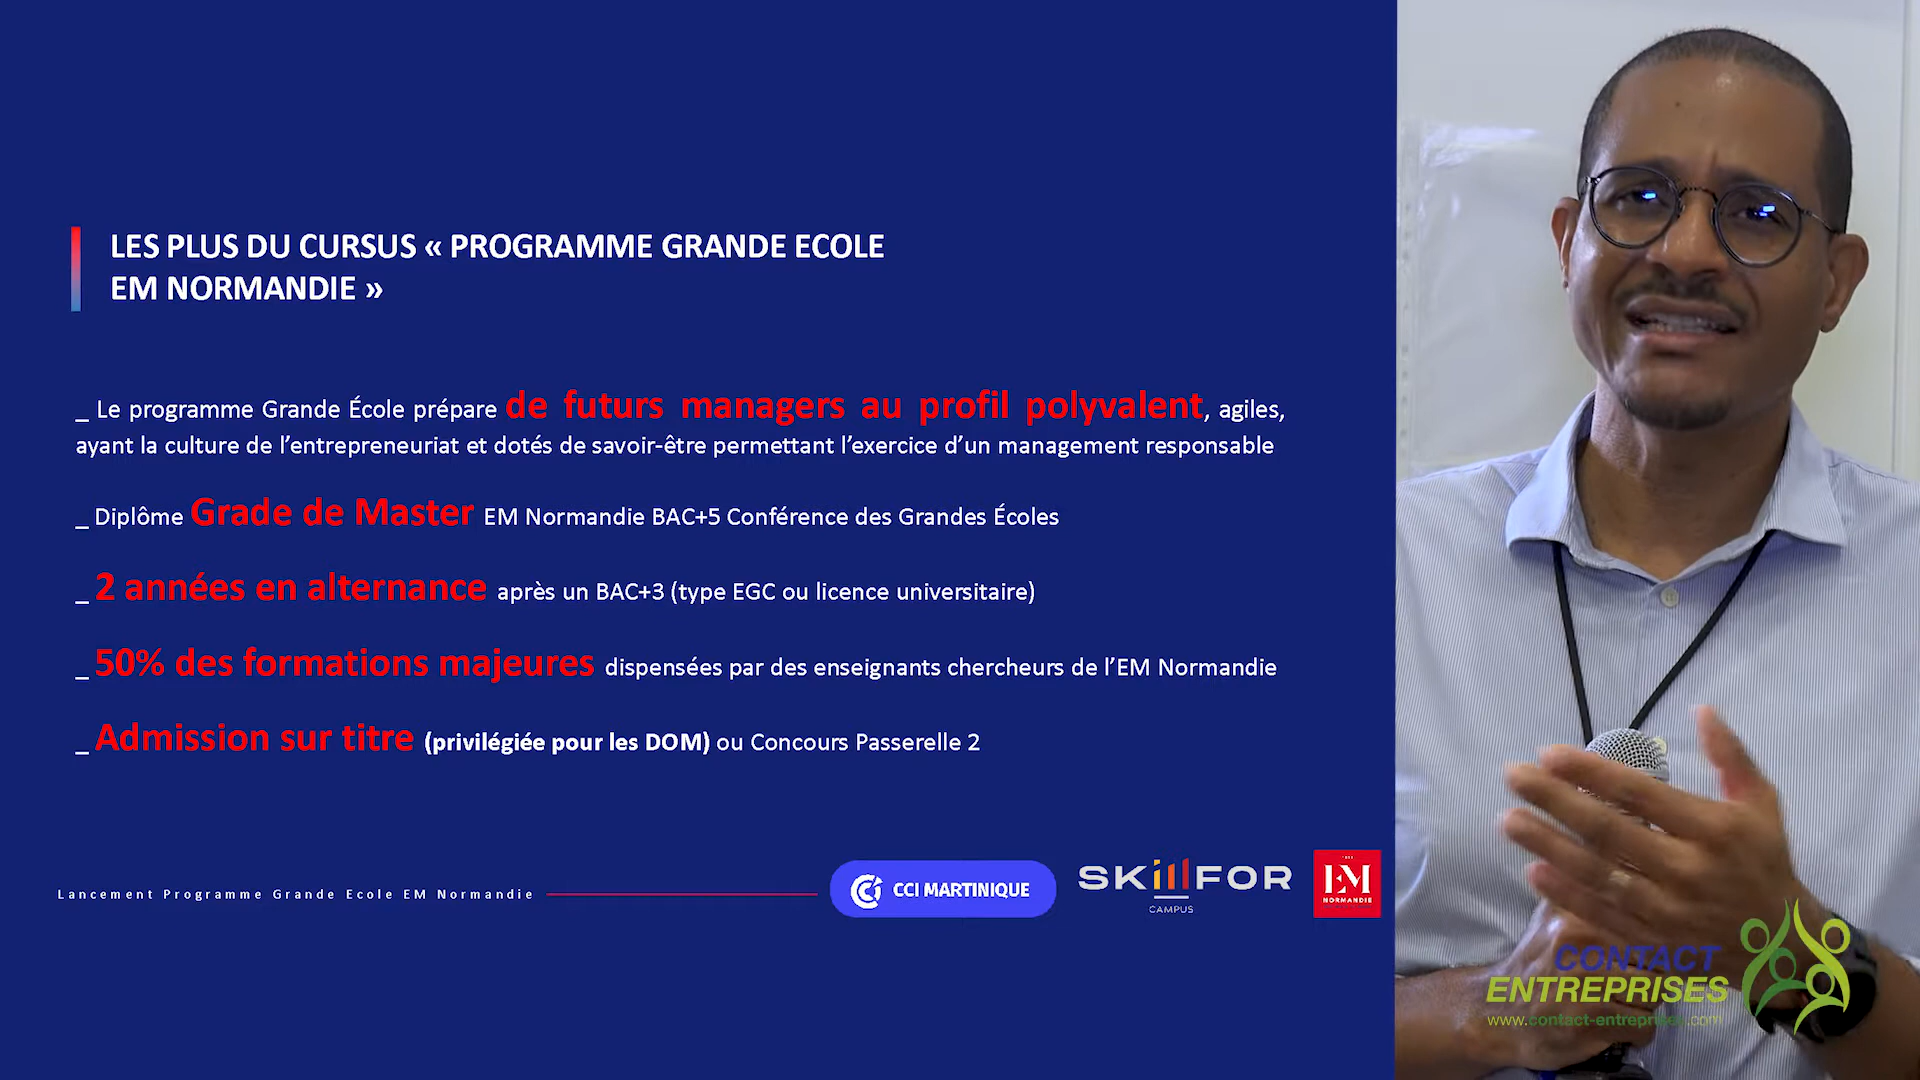 LES PLUS DU CURSUS « PROGRAMME GRANDE ECOLE
EM NORMANDIE »
_ Le programme Grande École prépare de futurs managers au profil polyvalent, agiles,
ayant la culture de l’entrepreneuriat et dotés de savoir-être permettant l’exercice d’un management responsable
_ Diplôme Grade de Master EM Normandie BAC+5 Conférence des Grandes Écoles
_ 2 années en alternance après un BAC+3 (type EGC ou licence universitaire)
_ 50% des formations majeures dispensées par des enseignants chercheurs de l’EM Normandie
_ Admission sur titre (privilégiée pour les DOM) ou Concours Passerelle 2
Lancement Programme Grande Ecole EM Normandie
CCI MARTINIQUE
SKillFOR
CAMPUS
EM
NORMANDIE
CONTACT
ENTREPRISES
www.contact-entreprises.com